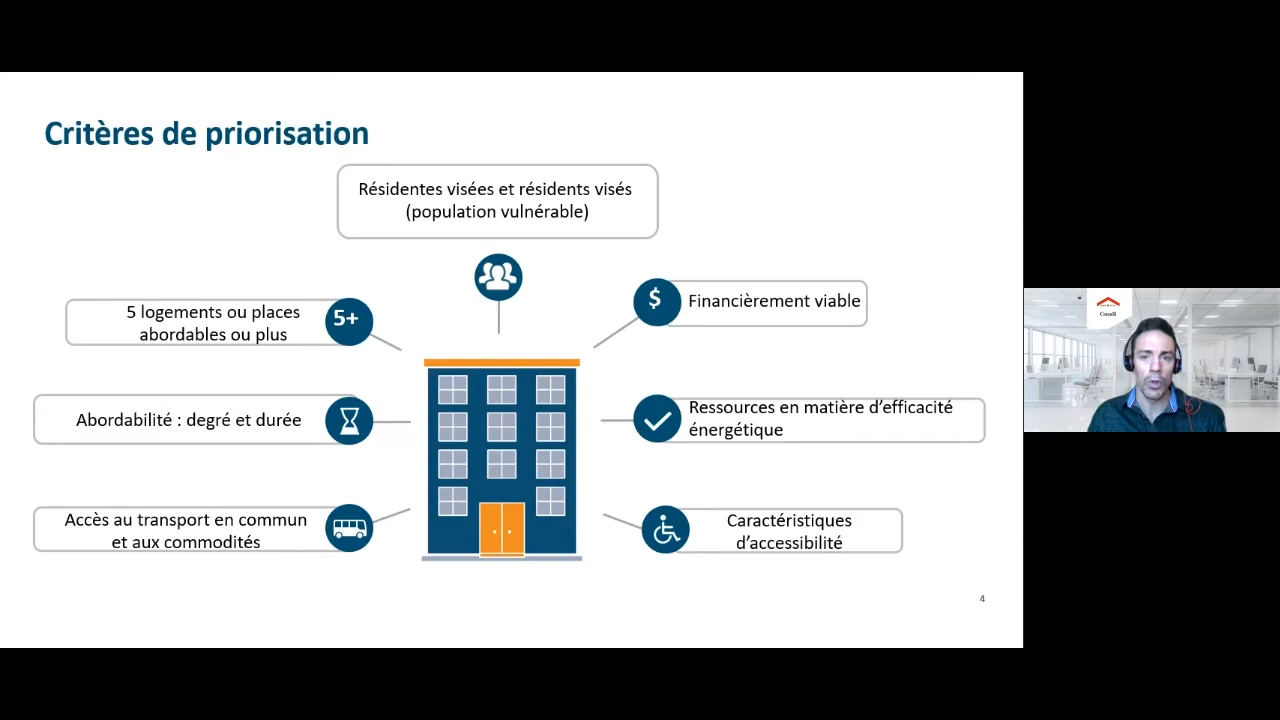 Critères de priorisation
Résidentes visées et résidents visés
(population vulnérable)
5 logements ou places
abordables ou plus
5+
$
Financièrement viable
Abordabilité : degré et durée
Ressources en matière d’efficacité
énergétique
Accès au transport en commun
et aux commodités
Caractéristiques
d’accessibilité
4
Canada